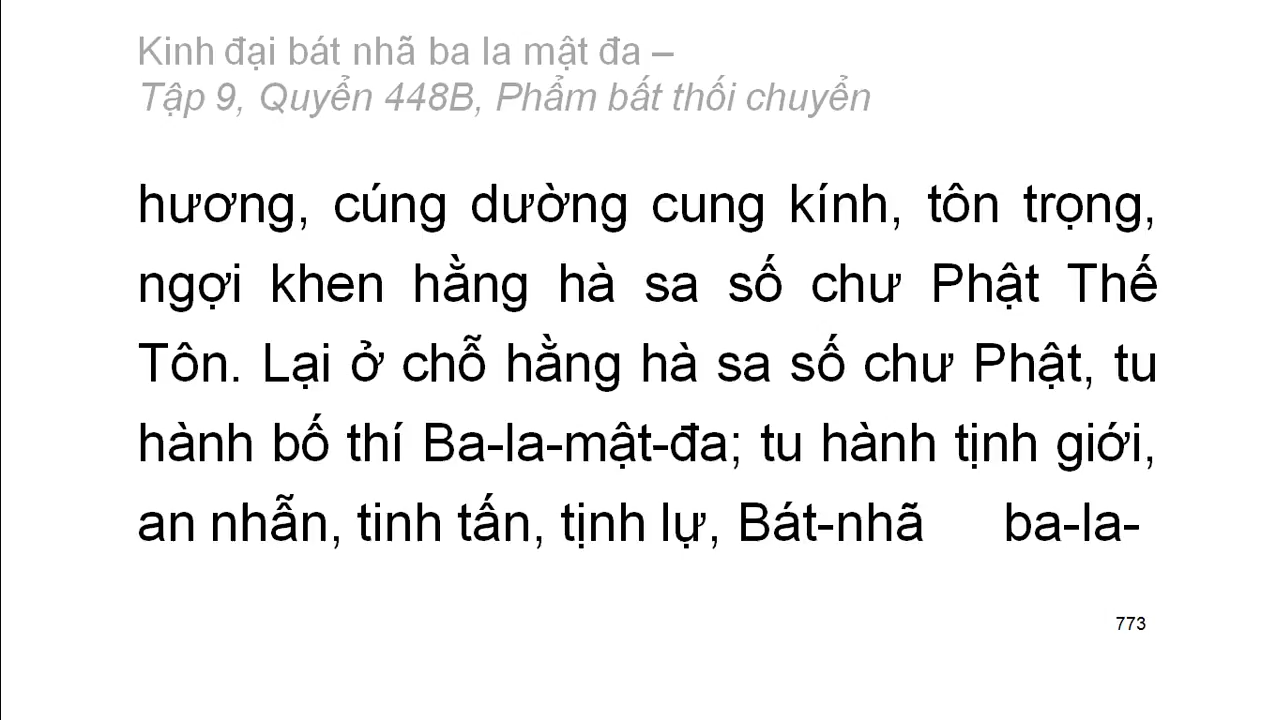 Kinh đại bát nhã ba la mật đa –
Tập 9, Quyển 448B, Phẩm bất thối chuyển
hương, cúng dường cung kính, tôn trọng,
ngợi khen hằng hà sa số chư Phật Thế
Tôn. Lại ở chỗ hằng hà sa số chư Phật, tu
hành bố thí Ba-la-mật-đa; tu hành tịnh giới,
an nhẫn, tinh tấn, tịnh lự, Bát-nhã ba-la-
773